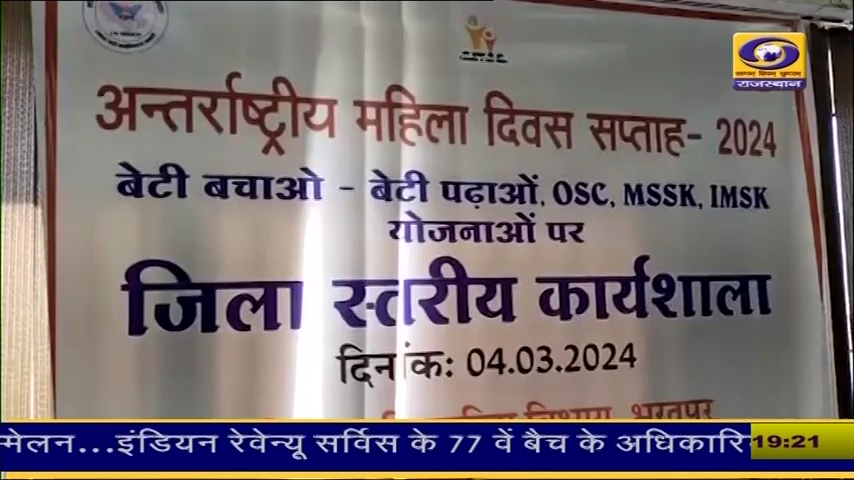 राजस्थान
अन्तर्राष्ट्रीय महिला दिवस सप्ताह- 2024
बेटी बचाओ - बेटी पढ़ाओं, OSC, MSSK, IMSK
योजनाओं पर
जिला स्तरीय कार्यशाला
दिनांक: 04.03.2024
विभाग, भरतपुर
मेलन...इंडियन रेवेन्यू सर्विस के 77 वें बैच के अधिकारि
19:21